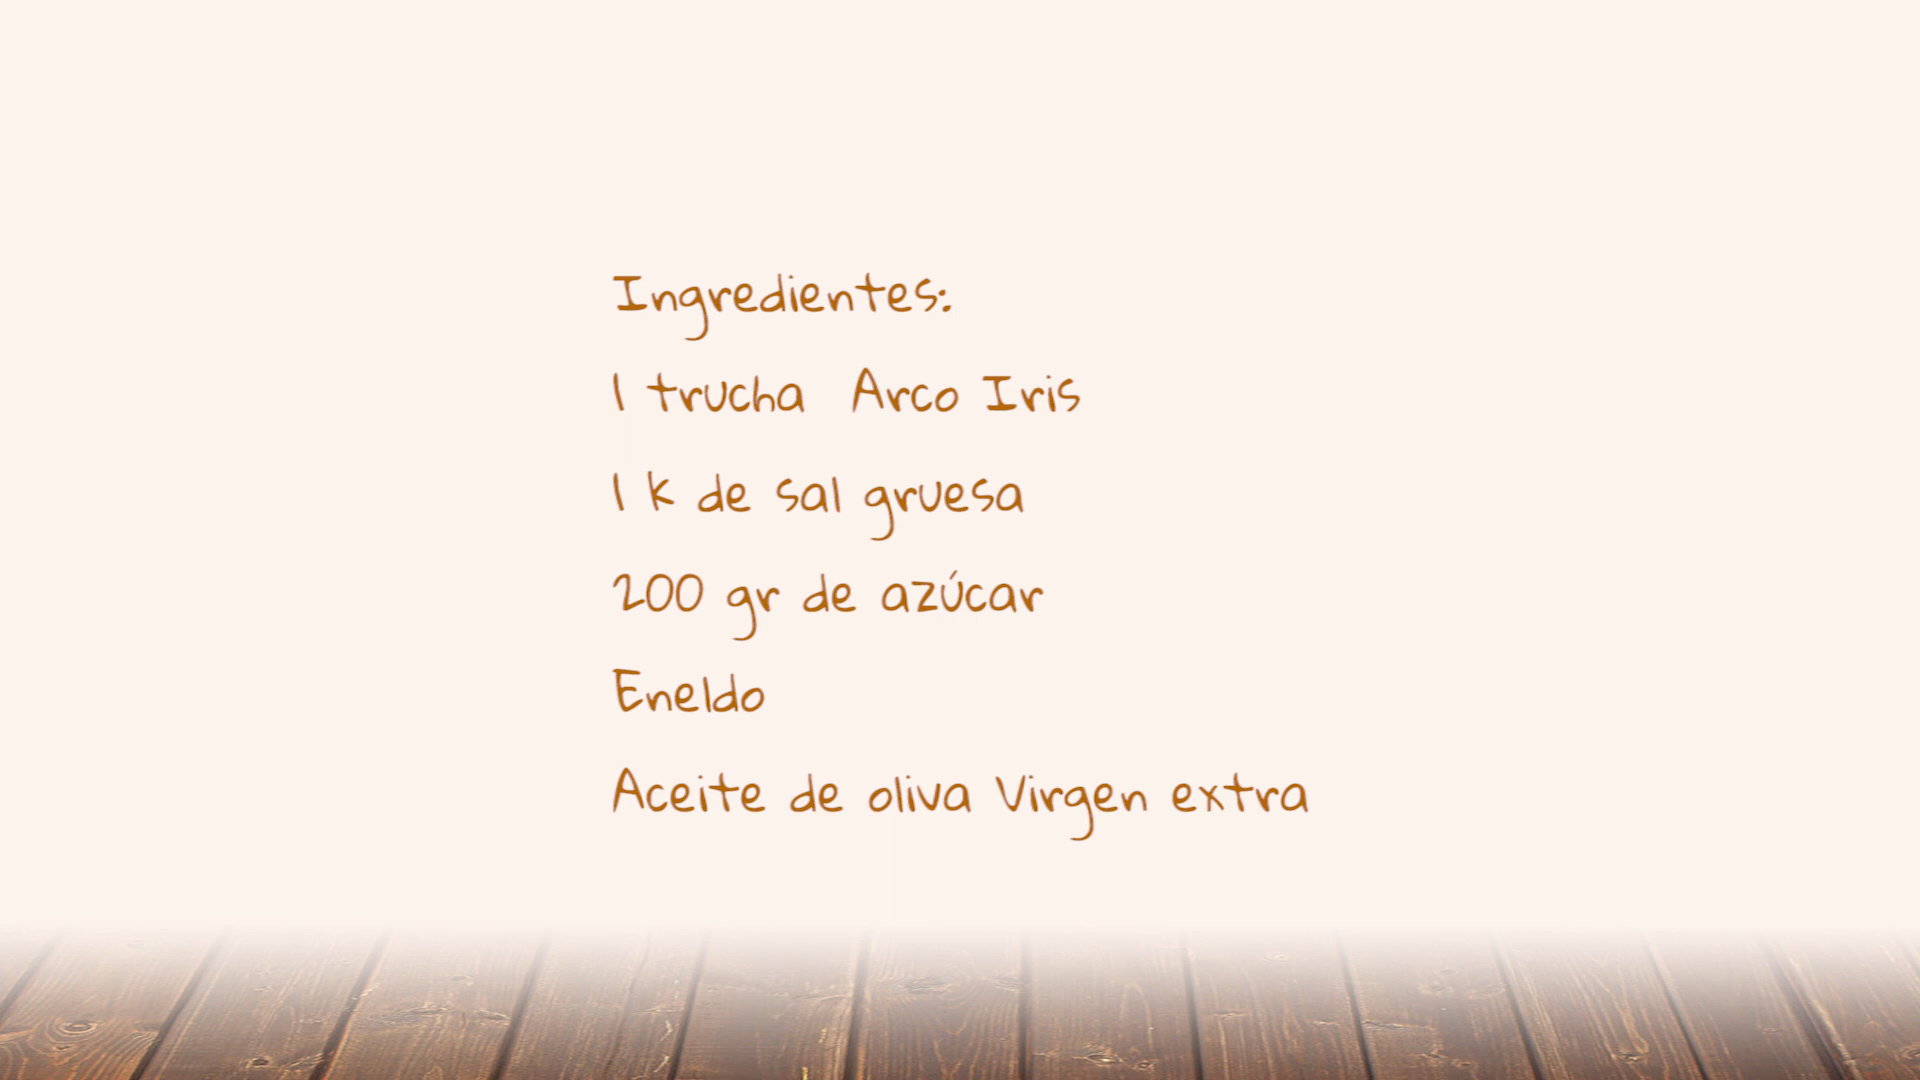 Ingredientes:
1 trucha Arco Iris
1 k de sal gruesa
200 gr de azúcar
Eneldo
Aceite de oliva Virgen extra